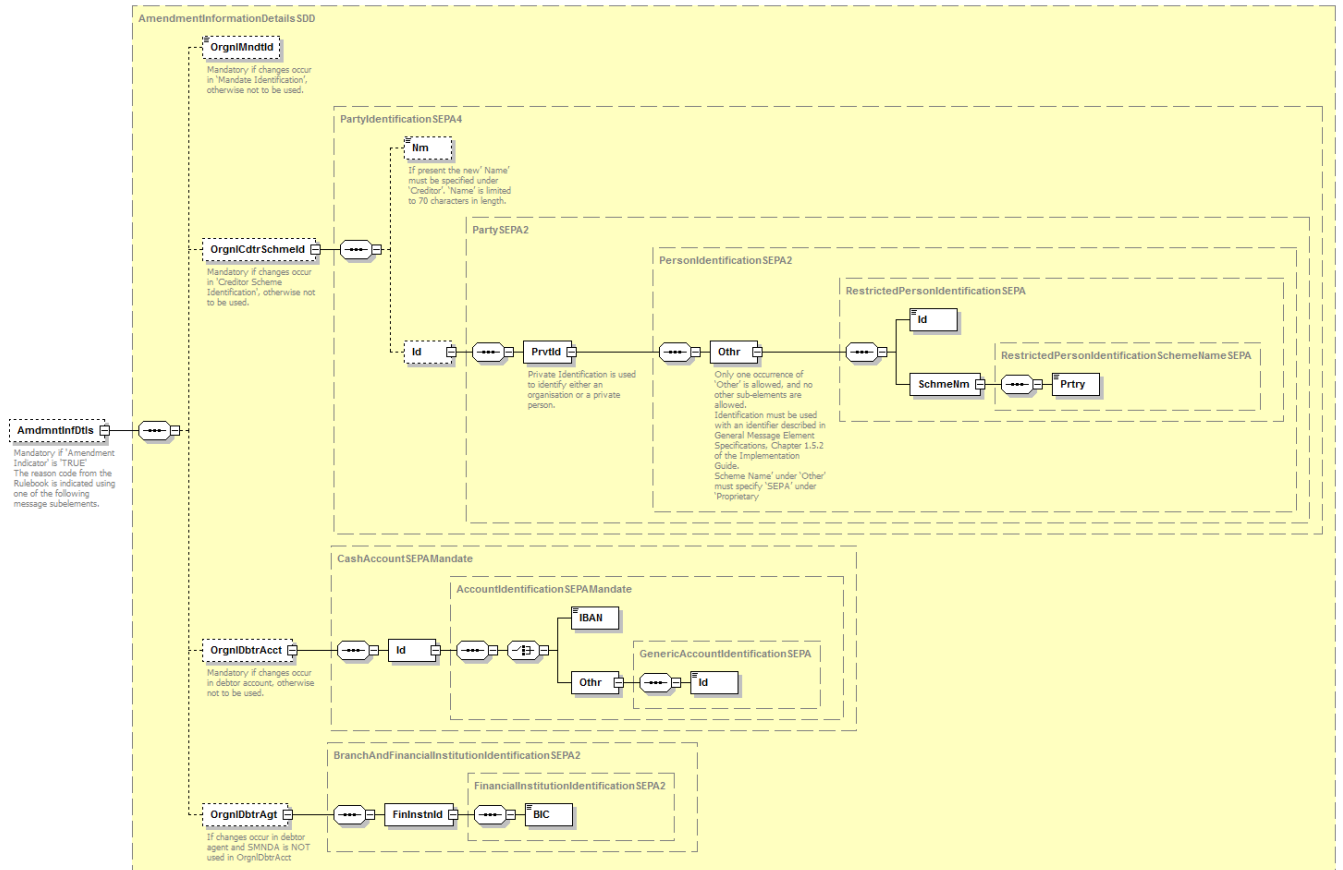 AmendmentInformationDetailsSDD
OrgnlMndtId
Mandatory if changes occur
in 'Mandate Identification',
otherwise not to be used.
PartyIdentificationSEPA4
Nm
If present the new' Name'
must be specified under
'Creditor'. 'Name' is limited
to 70 characters in length.
PartySEPA2
PersonIdentificationSEPA2
OrgnlCdtrSchmeId
Mandatory if changes occur
in 'Creditor Scheme
Identification', otherwise not
to be used.
RestrictedPersonIdentificationSEPA
Id
Id
PrvtId
Private Identification is used
to identify either an
organisation or a private
person.
Othr
Only one occurrence of
'Other' is allowed, and no
other sub-elements are
allowed.
Identification must be used
with an identifier described in
General Message Element
Specifications, Chapter 1.5.2
of the Implementation
Guide.
Scheme Name' under 'Other'
must specify 'SEPA' under
'Proprietary
RestrictedPersonIdentificationSchemeNameSEPA
SchmeNm
Prtry
AmdmntInfDtls
Mandatory if 'Amendment
Indicator' is 'TRUE'
The reason code from the
Rulebook is indicated using
one of the following
message subelements.
CashAccountSEPAMandate
AccountIdentificationSEPAMandate
IBAN
OrgnlDbtrAcct
Mandatory if changes occur
in debtor account, otherwise
not to be used.
Id
GenericAccountIdentificationSEPA
Othr
Id
BranchAndFinancialInstitutionIdentificationSEPA2
FinancialInstitutionIdentificationSEPA2
OrgnlDbtrAgt
If changes occur in debtor
agent and SMNDA is NOT
used in OrgnlDbtrAcct
FinInstnId
BIC